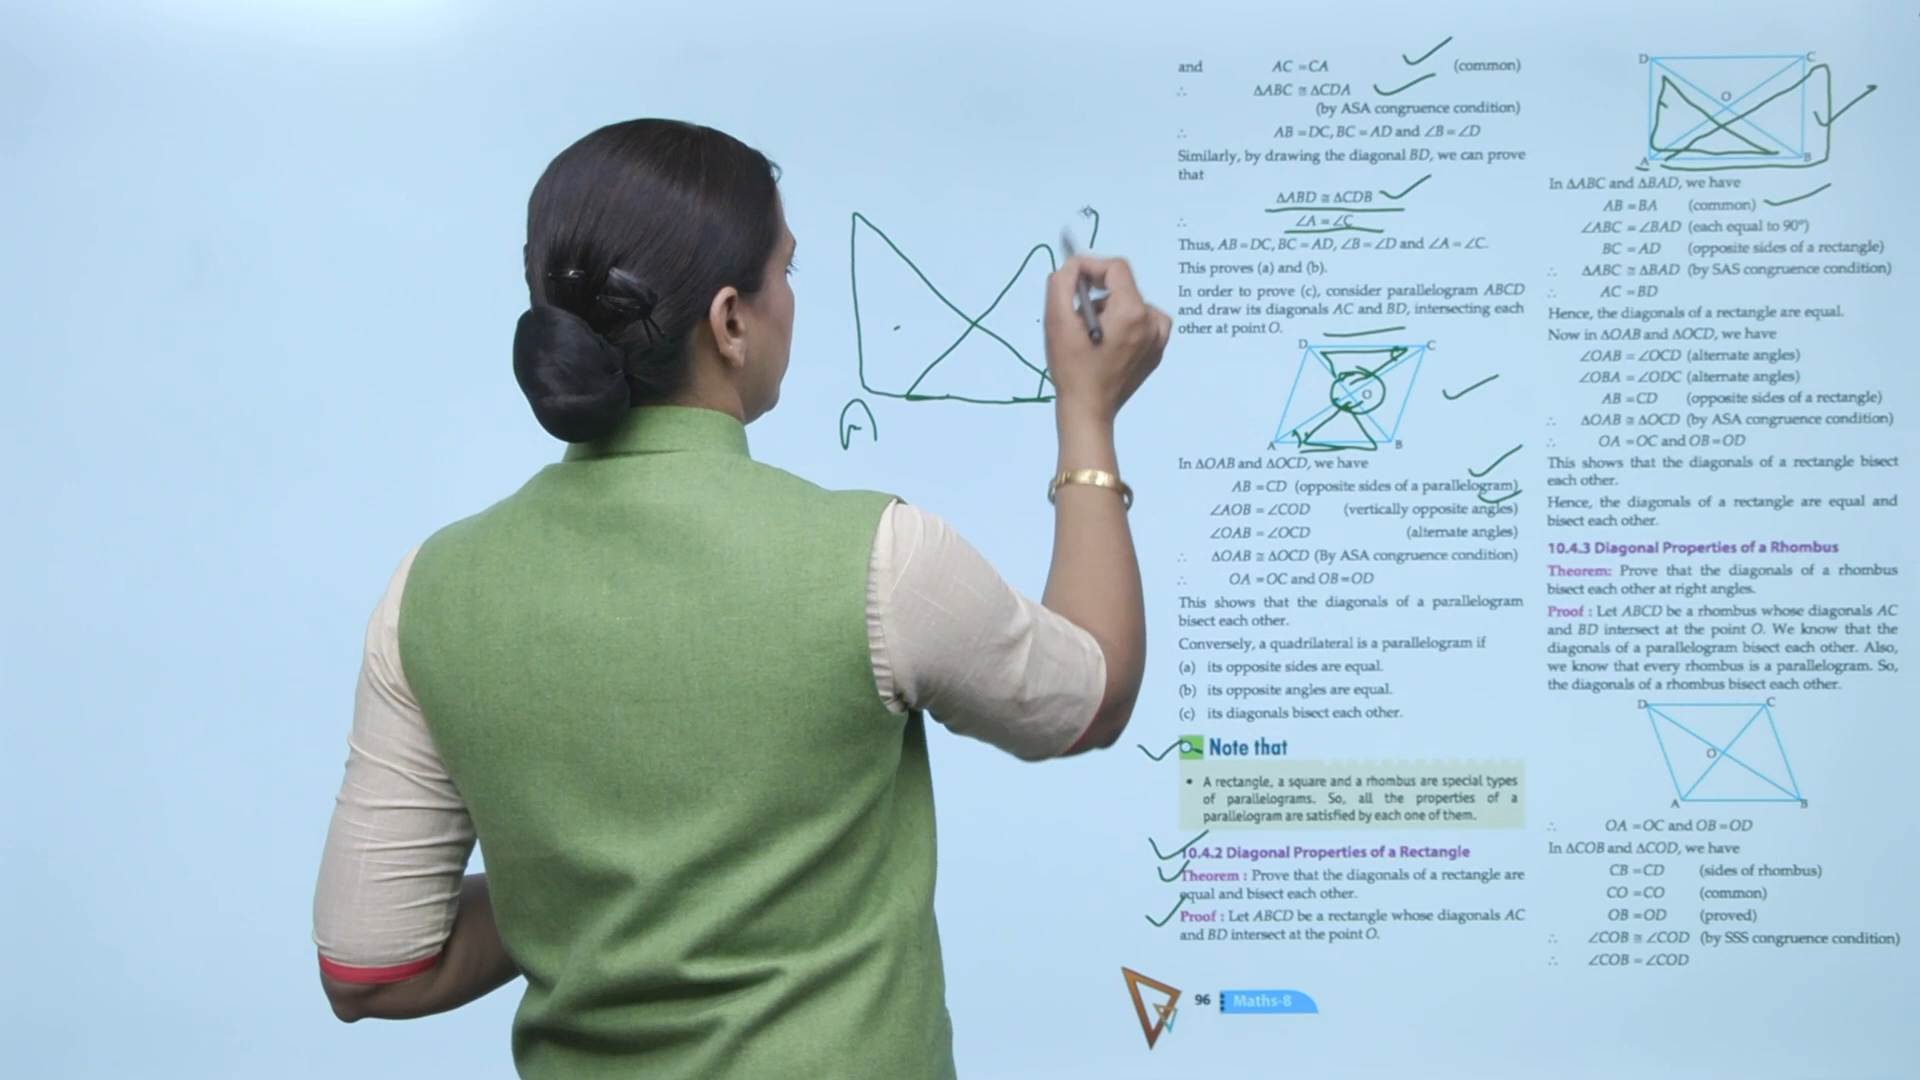 A
and AC = CA (common)
∴ ΔABC ≅ ΔCDA
(by ASA congruence condition)
∴ AB = DC, BC = AD and ∠B = ∠D
Similarly, by drawing the diagonal BD, we can prove
that
ΔABD ≅ ΔCDB
∴ ∠A = ∠C
Thus, AB = DC, BC = AD, ∠B = ∠D and ∠A = ∠C.
This proves (a) and (b).
In order to prove (c), consider parallelogram ABCD
and draw its diagonals AC and BD, intersecting each
other at point O.
D C
O
A B
In ΔOAB and ΔOCD, we have
AB = CD (opposite sides of a parallelogram)
∠AOB = ∠COD (vertically opposite angles)
∠OAB = ∠OCD (alternate angles)
∴ ΔOAB ≅ ΔOCD (By ASA congruence condition)
∴ OA = OC and OB = OD
This shows that the diagonals of a parallelogram
bisect each other.
Conversely, a quadrilateral is a parallelogram if
(a) its opposite sides are equal.
(b) its opposite angles are equal.
(c) its diagonals bisect each other.
Note that
• A rectangle, a square and a rhombus are special types
of parallelograms. So, all the properties of a
parallelogram are satisfied by each one of them.
10.4.2 Diagonal Properties of a Rectangle
Theorem : Prove that the diagonals of a rectangle are
equal and bisect each other.
Proof : Let ABCD be a rectangle whose diagonals AC
and BD intersect at the point O.
96 Maths-8
D C
O
A B
In ΔABC and ΔBAD, we have
AB = BA (common)
∠ABC = ∠BAD (each equal to 90°)
BC = AD (opposite sides of a rectangle)
∴ ΔABC ≅ ΔBAD (by SAS congruence condition)
∴ AC = BD
Hence, the diagonals of a rectangle are equal.
Now in ΔOAB and ΔOCD, we have
∠OAB = ∠OCD (alternate angles)
∠OBA = ∠ODC (alternate angles)
AB = CD (opposite sides of a rectangle)
∴ ΔOAB ≅ ΔOCD (by ASA congruence condition)
∴ OA = OC and OB = OD
This shows that the diagonals of a rectangle bisect
each other.
Hence, the diagonals of a rectangle are equal and
bisect each other.
10.4.3 Diagonal Properties of a Rhombus
Theorem: Prove that the diagonals of a rhombus
bisect each other at right angles.
Proof : Let ABCD be a rhombus whose diagonals AC
and BD intersect at the point O. We know that the
diagonals of a parallelogram bisect each other. Also,
we know that every rhombus is a parallelogram. So,
the diagonals of a rhombus bisect each other.
D C
O
A B
∴ OA = OC and OB = OD
In ΔCOB and ΔCOD, we have
CB = CD (sides of rhombus)
CO = CO (common)
OB = OD (proved)
∴ ∠COB ≅ ∠COD (by SSS congruence condition)
∴ ∠COB = ∠COD